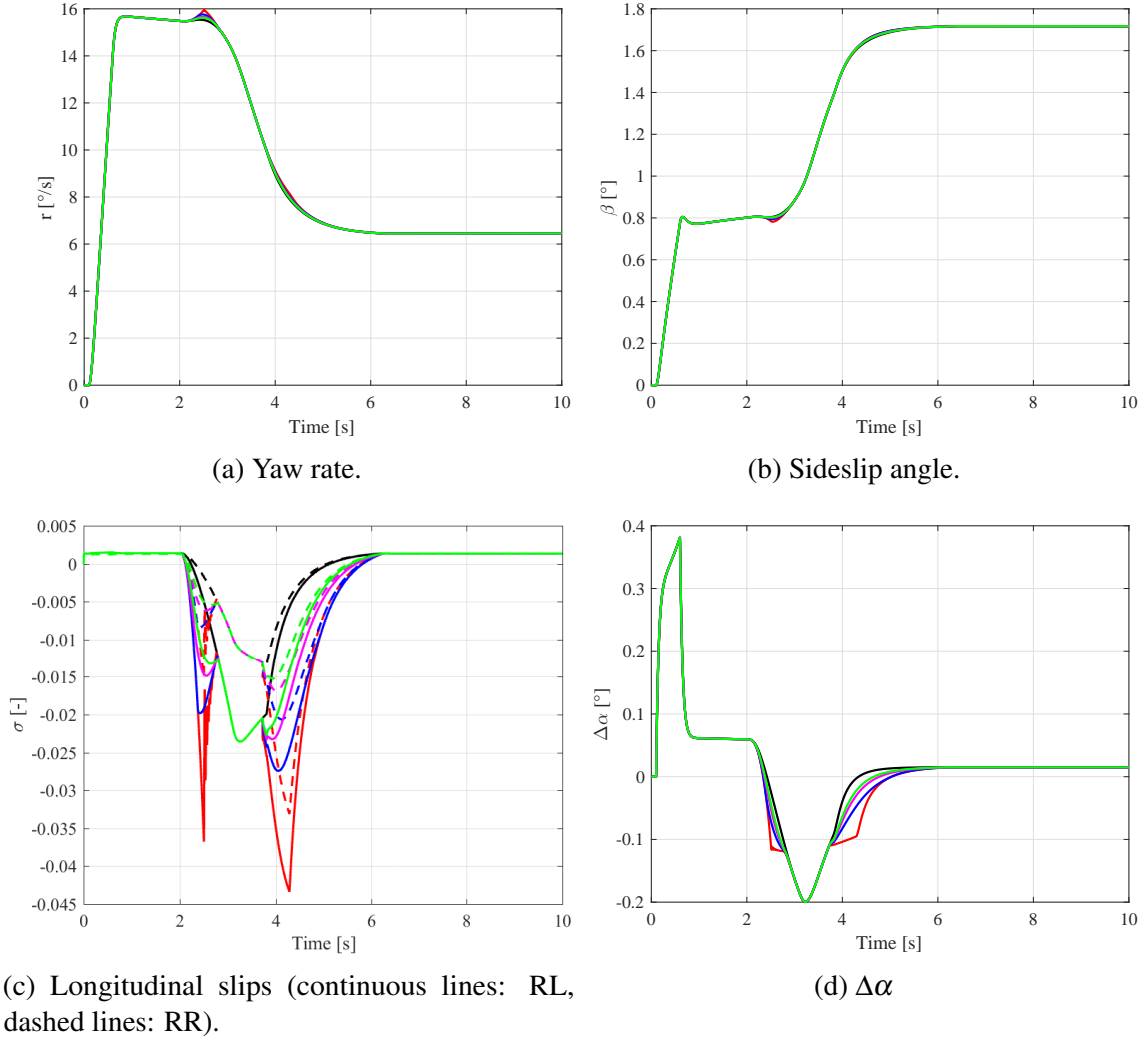 16
14
12
10
8
6
4
2
0
r [°/s]
0 2 4 6 8 10
Time [s]
(a) Yaw rate.
1.8
1.6
1.4
1.2
1
0.8
0.6
0.4
0.2
0
β [°]
0 2 4 6 8 10
Time [s]
(b) Sideslip angle.
0.005
0
-0.005
-0.01
-0.015
-0.02
-0.025
-0.03
-0.035
-0.04
-0.045
σ [-]
0 2 4 6 8 10
Time [s]
(c) Longitudinal slips (continuous lines: RL,
dashed lines: RR).
0.4
0.3
0.2
0.1
0
-0.1
-0.2
Δα [°]
0 2 4 6 8 10
Time [s]
(d) Δα